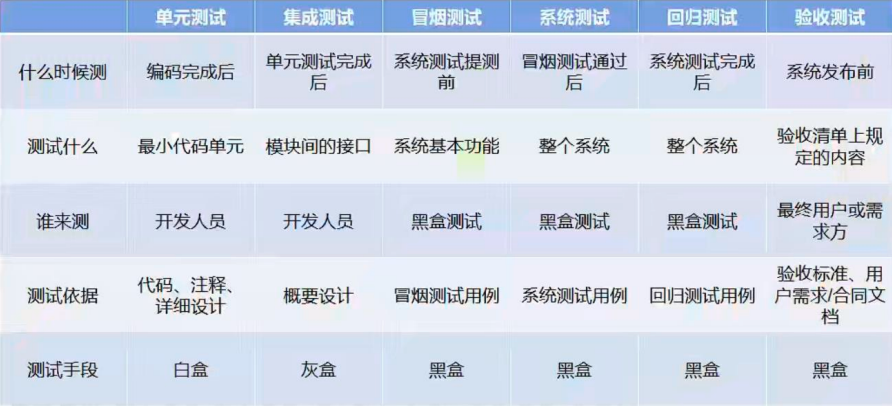 单元测试 集成测试 冒烟测试 系统测试 回归测试 验收测试
什么时候测 编码完成后 单元测试完成后 系统测试提测前 冒烟测试通过后 系统测试完成后 系统发布前
测试什么 最小代码单元 模块间的接口 系统基本功能 整个系统 整个系统 验收清单上规定的内容
谁来测 开发人员 开发人员 黑盒测试 黑盒测试 黑盒测试 最终用户或需求方
测试依据 代码、注释、详细设计 概要设计 冒烟测试用例 系统测试用例 回归测试用例 验收标准、用户需求/合同文档
测试手段 白盒 灰盒 黑盒 黑盒 黑盒 黑盒